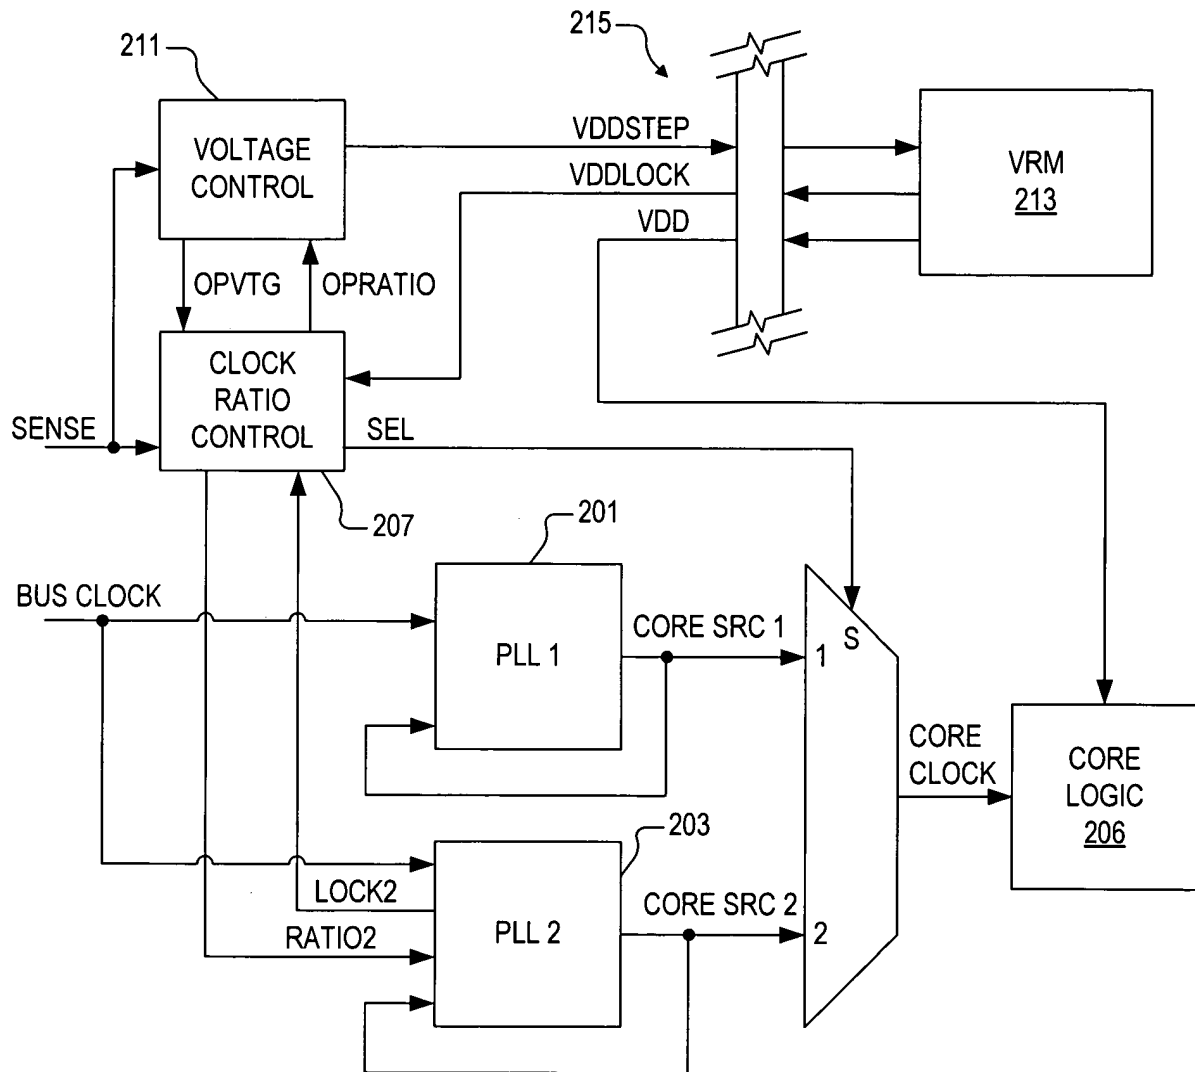 211
215
VOLTAGE
CONTROL
VDDSTEP
VDDLOCK
VDD
VRM
213
OPVTG
OPRATIO
CLOCK
RATIO
CONTROL
SENSE
SEL
207
201
BUS CLOCK
PLL 1
CORE SRC 1
1
S
CORE
CLOCK
CORE
LOGIC
206
203
LOCK2
RATIO2
PLL 2
CORE SRC 2
2